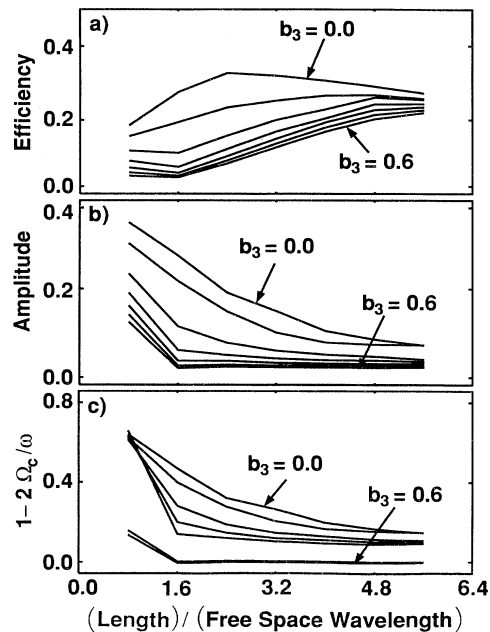 a)
0.4
0.2
0.0
Efficiency
b₃ = 0.0
b₃ = 0.6
b)
0.4
0.2
0.0
Amplitude
b₃ = 0.0
b₃ = 0.6
c)
0.8
0.4
0.0
1−2 Ωc/ω
b₃ = 0.0
b₃ = 0.6
0.0 1.6 3.2 4.8 6.4
(Length)/(Free Space Wavelength)